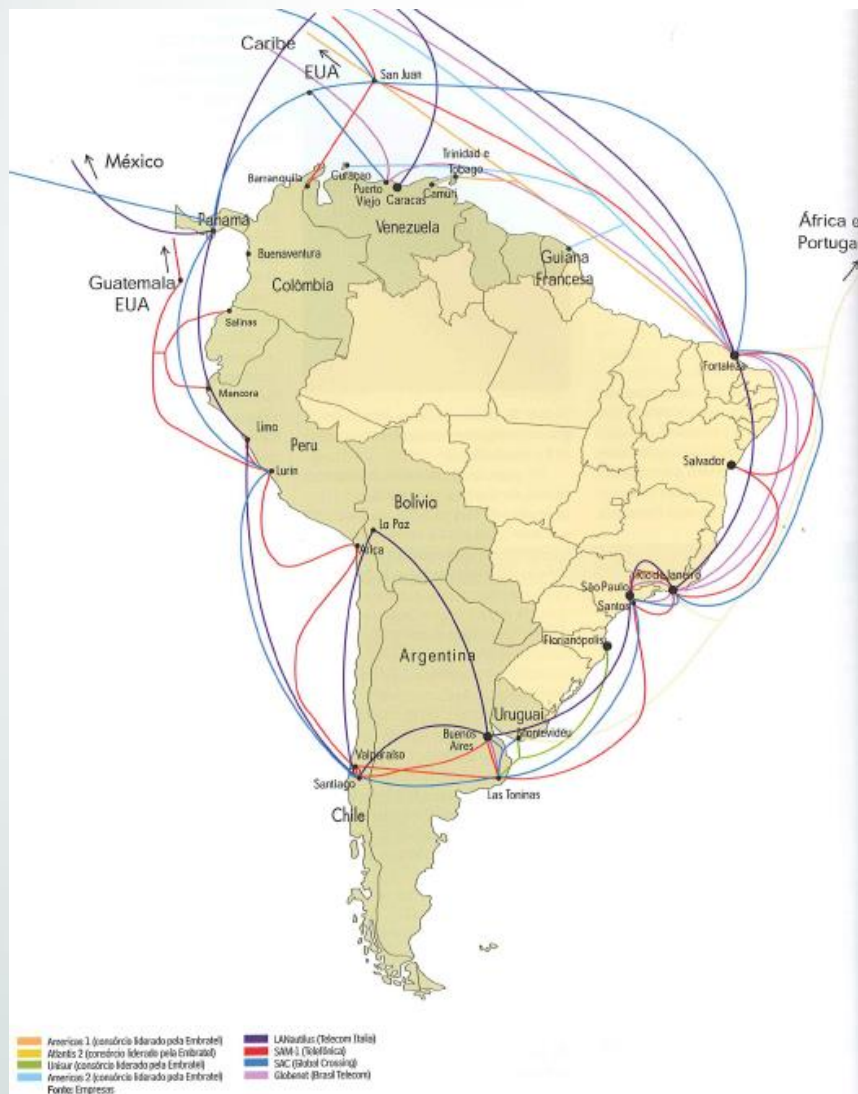 Caribe
EUA
San Juan
México
Barranquila
Curaçao
Puerto
Viejo
Caracas
Camuri
Trinidad e
Tobago
Panamá
Venezuela
África e
Portuga
Buenaventura
Guiana
Francesa
Guatemala
EUA
Colômbia
Salinas
Fortaleza
Mancora
Limo
Peru
Lurin
Salvador
Bolívia
La Paz
Arica
São Paulo
Rio de Janeiro
Santos
Florianópolis
Argentina
Uruguai
Buenos
Aires
Montevidéu
Valparaíso
Santiago
Las Toninas
Chile
Americas 1 (consórcio liderado pela Embratel)
Atlantis 2 (consórcio liderado pela Embratel)
Unisur (consórcio liderado pela Embratel)
Americas 2 (consórcio liderado pela Embratel)
Fonte: Empresas
LANautilus (Telecom Italia)
SAM-1 (Telefônica)
SAC (Global Crossing)
Globenet (Brasil Telecom)